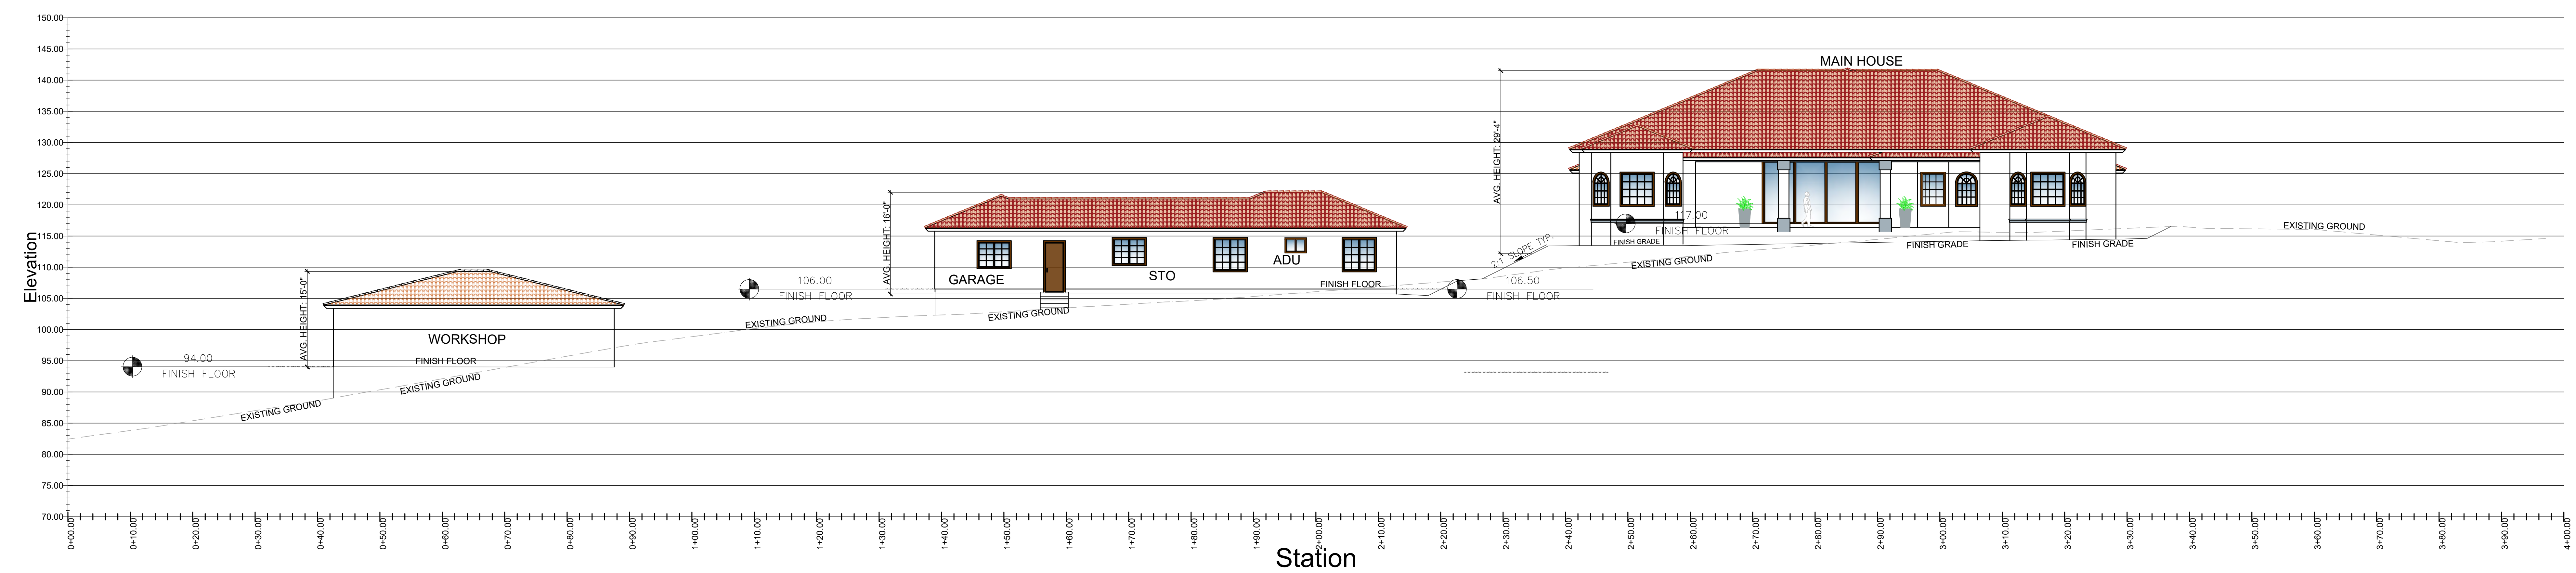 150.00
145.00
140.00
135.00
130.00
125.00
120.00
115.00
110.00
105.00
100.00
95.00
90.00
85.00
80.00
75.00
70.00
Elevation
MAIN HOUSE
AVG. HEIGHT: 29'-4"
117.00
FINISH FLOOR
FINISH GRADE
FINISH GRADE
FINISH GRADE
EXISTING GROUND
EXISTING GROUND
2:1 SLOPE TYP.
AVG. HEIGHT: 16'-0"
GARAGE
STO
ADU
FINISH FLOOR
106.00
FINISH FLOOR
106.50
FINISH FLOOR
EXISTING GROUND
EXISTING GROUND
AVG. HEIGHT: 15'-0"
WORKSHOP
FINISH FLOOR
94.00
FINISH FLOOR
EXISTING GROUND
EXISTING GROUND
0+00.00
0+10.00
0+20.00
0+30.00
0+40.00
0+50.00
0+60.00
0+70.00
0+80.00
0+90.00
1+00.00
1+10.00
1+20.00
1+30.00
1+40.00
1+50.00
1+60.00
1+70.00
1+80.00
1+90.00
2+00.00
2+10.00
2+20.00
2+30.00
2+40.00
2+50.00
2+60.00
2+70.00
2+80.00
2+90.00
3+00.00
3+10.00
3+20.00
3+30.00
3+40.00
3+50.00
3+60.00
3+70.00
3+80.00
3+90.00
4+00.00
Station